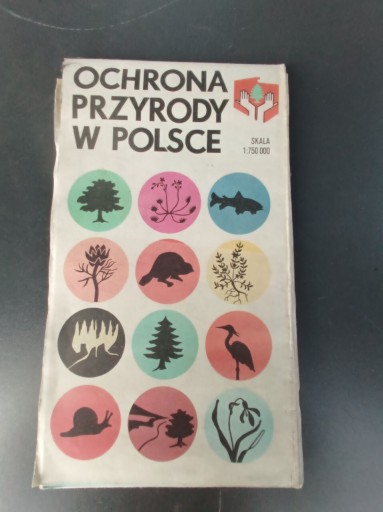 OCHRONA
PRZYRODY
W POLSCE
SKALA
1:750 000